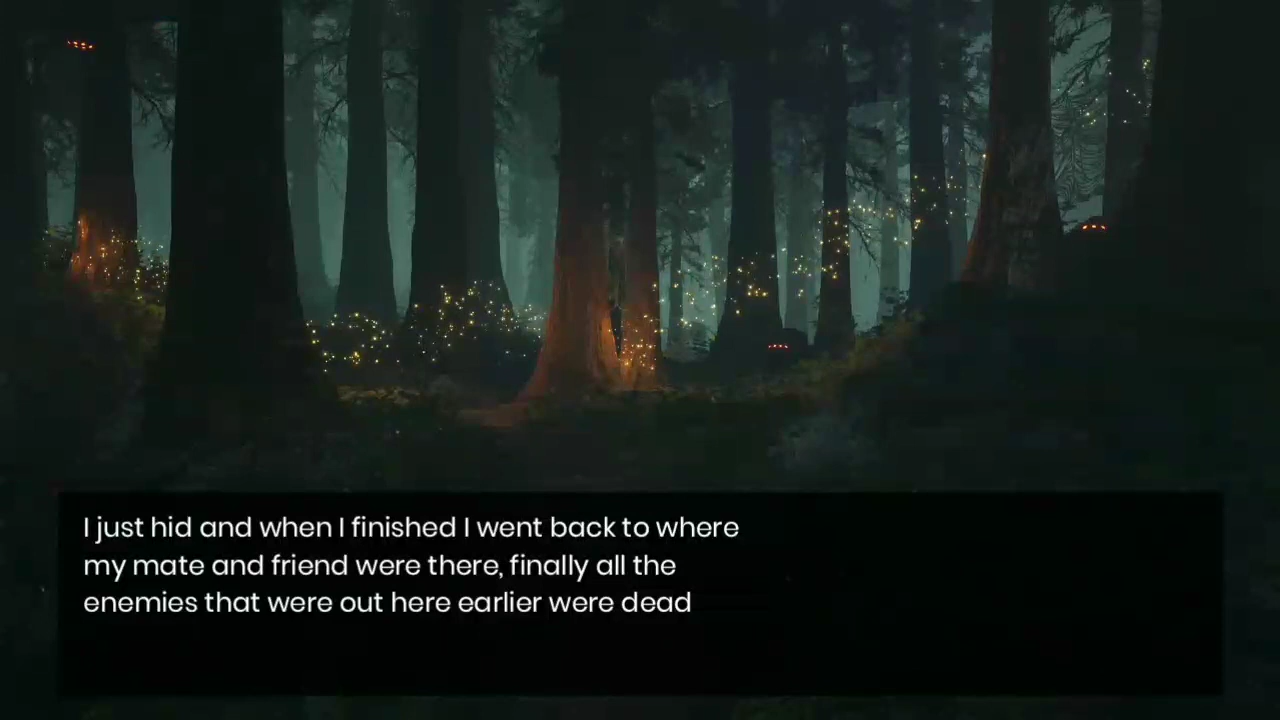 I just hid and when I finished I went back to where
my mate and friend were there, finally all the
enemies that were out here earlier were dead